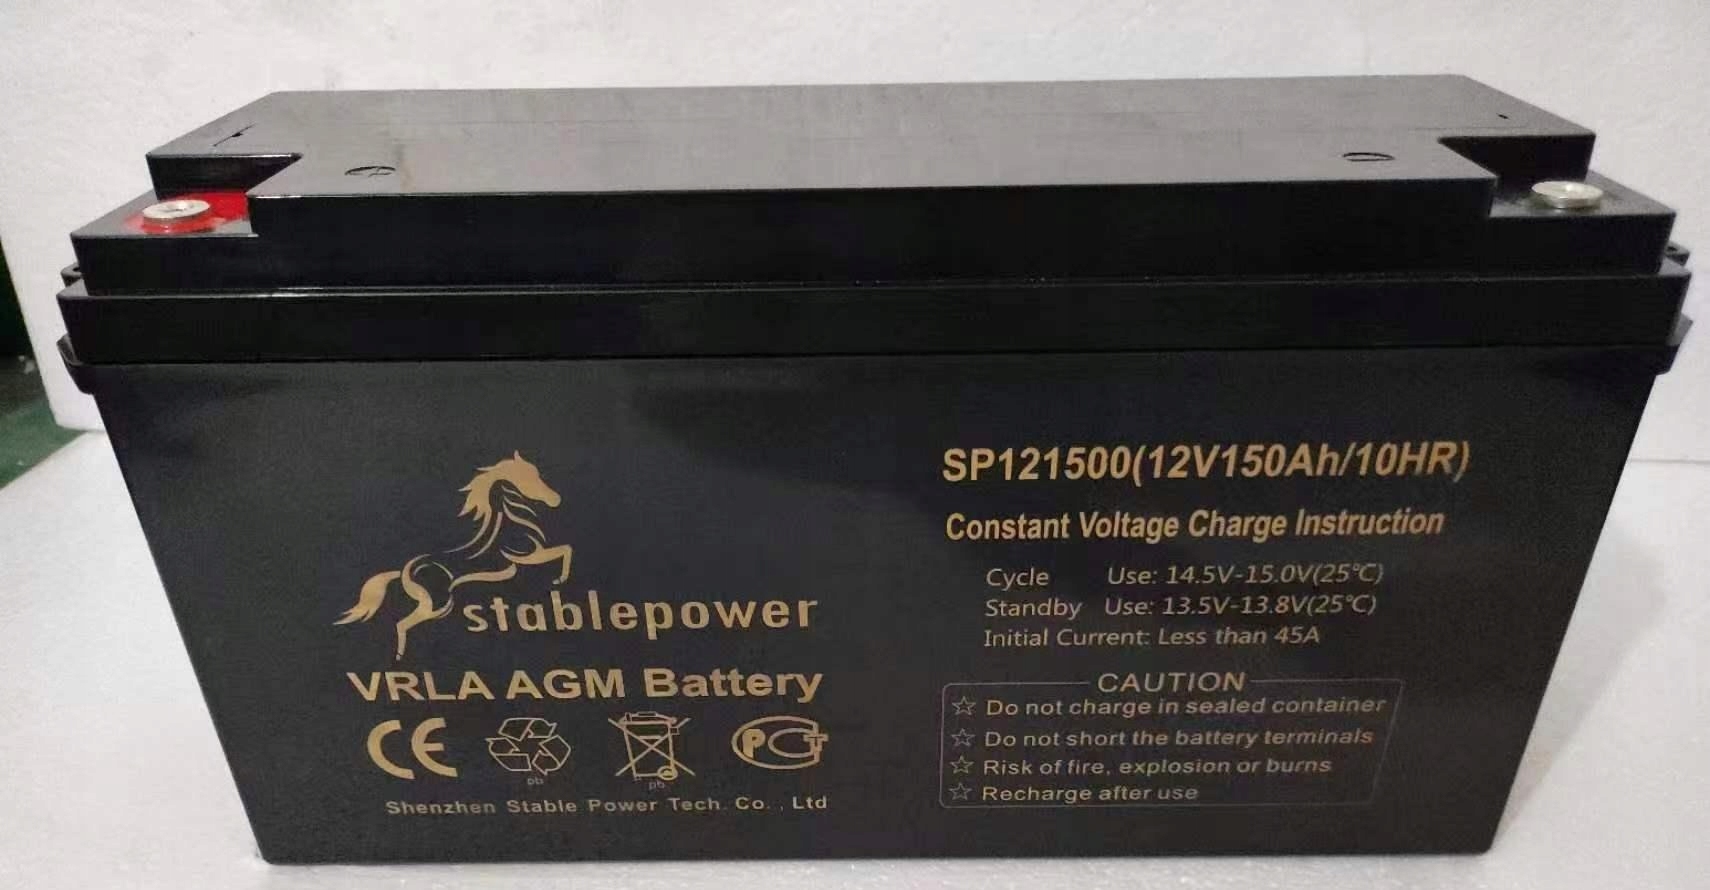 stablepower
VRLA AGM Battery
CE
pb
pb
PCT
Shenzhen Stable Power Tech. Co. , Ltd
SP121500(12V150Ah/10HR)
Constant Voltage Charge Instruction
Cycle Use: 14.5V-15.0V(25℃)
Standby Use: 13.5V-13.8V(25℃)
Initial Current: Less than 45A
CAUTION
☆ Do not charge in sealed container
☆ Do not short the battery terminals
☆ Risk of fire, explosion or burns
☆ Recharge after use